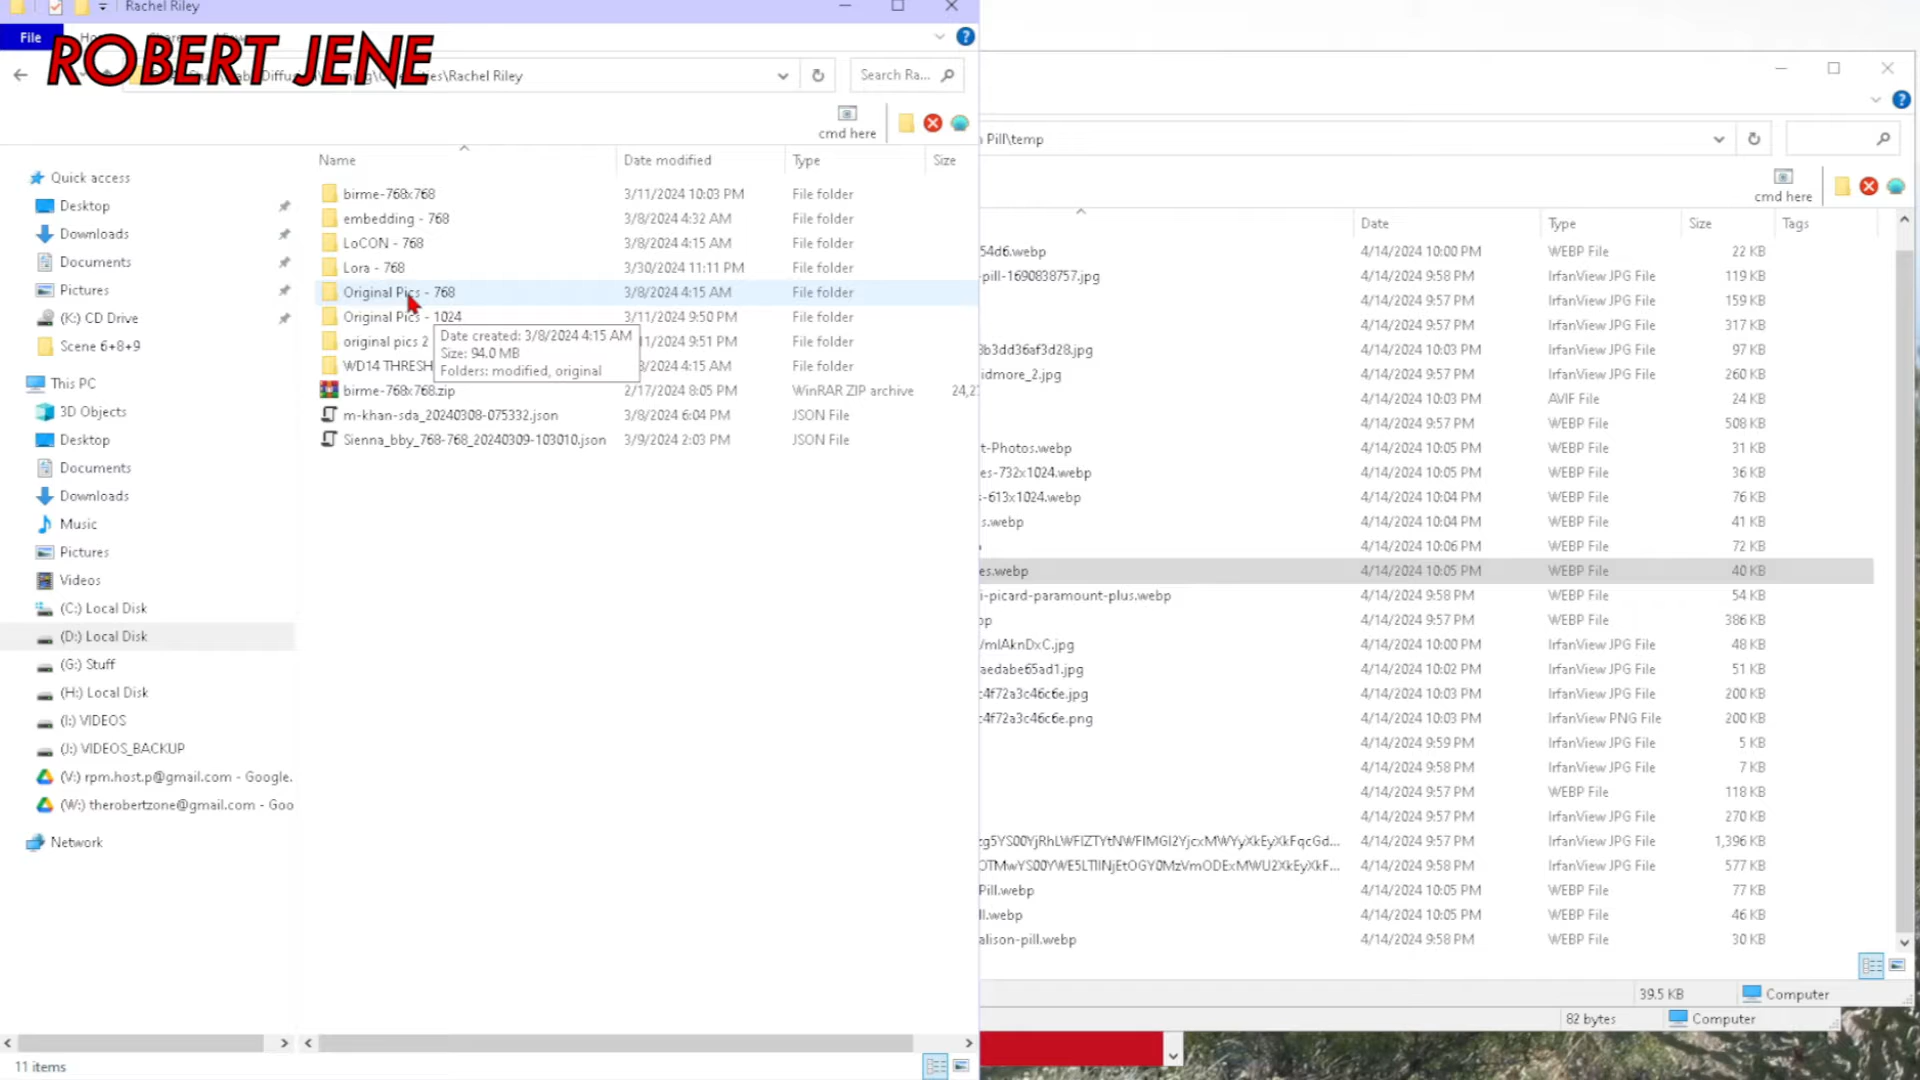 Rachel Riley
File
ROBERT JENE
\Rachel Riley
Search Ra...
cmd here
Name Date modified Type Size
Quick access
Desktop
Downloads
Documents
Pictures
(K:) CD Drive
Scene 6+8+9
This PC
3D Objects
Desktop
Documents
Downloads
Music
Pictures
Videos
(C:) Local Disk
(D:) Local Disk
(G:) Stuff
(H:) Local Disk
(I:) VIDEOS
(J:) VIDEOS_BACKUP
(V:) rpm.host.p@gmail.com - Google.
(W:) therobertzone@gmail.com - Goo
Network
birme-768x768 3/11/2024 10:03 PM File folder
embedding - 768 3/8/2024 4:32 AM File folder
LoCON - 768 3/8/2024 4:15 AM File folder
Lora - 768 3/30/2024 11:11 PM File folder
Original Pics - 768 3/8/2024 4:15 AM File folder
Original Pics - 1024 3/11/2024 9:50 PM File folder
original pics 2 11/2024 9:51 PM File folder
WD14 THRESH 8/2024 4:15 AM File folder
birme-768x768.zip 2/17/2024 8:05 PM WinRAR ZIP archive 24,2
m-khan-sda_20240308-075332.json 3/8/2024 6:04 PM JSON File
Sienna_bby_768-768_20240309-103010.json 3/9/2024 2:03 PM JSON File
Date created: 3/8/2024 4:15 AM
Size: 94.0 MB
Folders: modified, original
11 items
Pill\temp
cmd here
Date Type Size Tags
54d6.webp 4/14/2024 10:00 PM WEBP File 22 KB
-pill-1690838757.jpg 4/14/2024 9:58 PM IrfanView JPG File 119 KB
4/14/2024 9:57 PM IrfanView JPG File 159 KB
4/14/2024 9:57 PM IrfanView JPG File 317 KB
3b3dd36af3d28.jpg 4/14/2024 10:03 PM IrfanView JPG File 97 KB
idmore_2.jpg 4/14/2024 9:57 PM IrfanView JPG File 260 KB
4/14/2024 10:03 PM AVIF File 24 KB
4/14/2024 9:57 PM WEBP File 508 KB
t-Photos.webp 4/14/2024 10:05 PM WEBP File 31 KB
es-732x1024.webp 4/14/2024 10:05 PM WEBP File 36 KB
-613x1024.webp 4/14/2024 10:04 PM WEBP File 76 KB
s.webp 4/14/2024 10:04 PM WEBP File 41 KB
4/14/2024 10:06 PM WEBP File 72 KB
es.webp 4/14/2024 10:05 PM WEBP File 40 KB
i-picard-paramount-plus.webp 4/14/2024 9:58 PM WEBP File 54 KB
4/14/2024 9:57 PM WEBP File 386 KB
/mlAknDxC.jpg 4/14/2024 10:00 PM IrfanView JPG File 48 KB
aedabe65ad1.jpg 4/14/2024 10:02 PM IrfanView JPG File 51 KB
c4f72a3c46c6e.jpg 4/14/2024 10:03 PM IrfanView JPG File 200 KB
c4f72a3c46c6e.png 4/14/2024 10:03 PM IrfanView PNG File 200 KB
4/14/2024 9:59 PM IrfanView JPG File 5 KB
4/14/2024 9:58 PM IrfanView JPG File 7 KB
4/14/2024 9:57 PM WEBP File 118 KB
4/14/2024 9:57 PM IrfanView JPG File 270 KB
4/14/2024 9:57 PM IrfanView JPG File 1,396 KB
4/14/2024 9:58 PM IrfanView JPG File 577 KB
Pill.webp 4/14/2024 10:05 PM WEBP File 77 KB
ll.webp 4/14/2024 10:05 PM WEBP File 46 KB
alison-pill.webp 4/14/2024 9:58 PM WEBP File 30 KB
39.5 KB Computer
82 bytes Computer